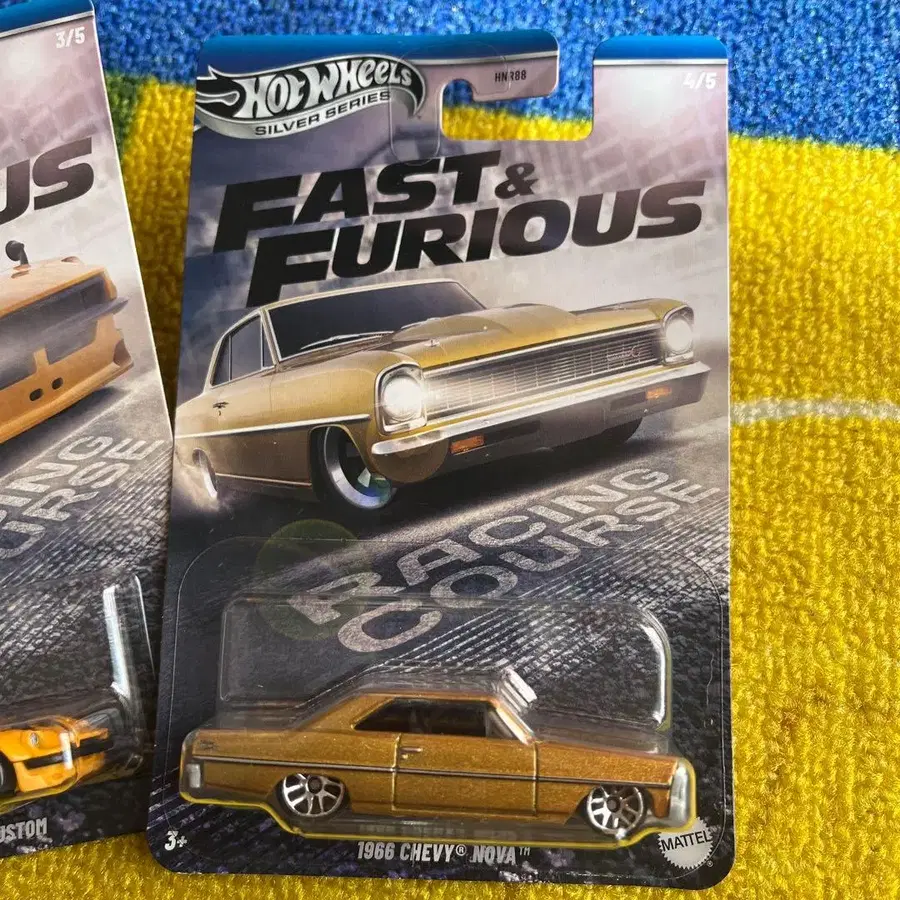 3/5
US
ING
URSE
USTOM
HOT WHEELS
SILVER SERIES
HNR88
4/5
FAST &
FURIOUS
RACING
COURSE
3+
1966 CHEVY® NOVA™
MATTEL